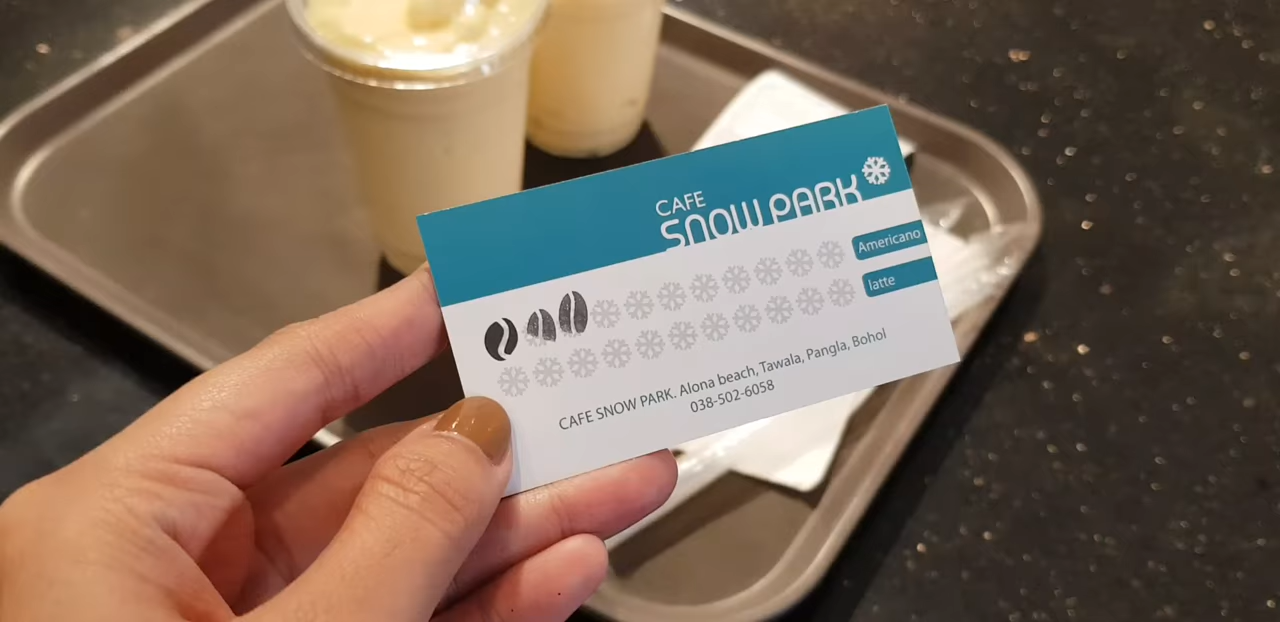 CAFE
SNOW PARK
Americano
latte
CAFE SNOW PARK. Alona beach, Tawala, Pangla, Bohol
038-502-6058